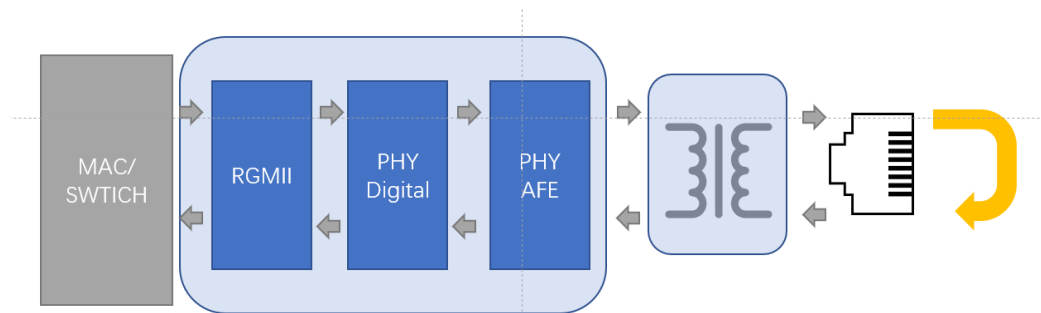 MAC/
SWTICH
RGMII
PHY
Digital
PHY
AFE